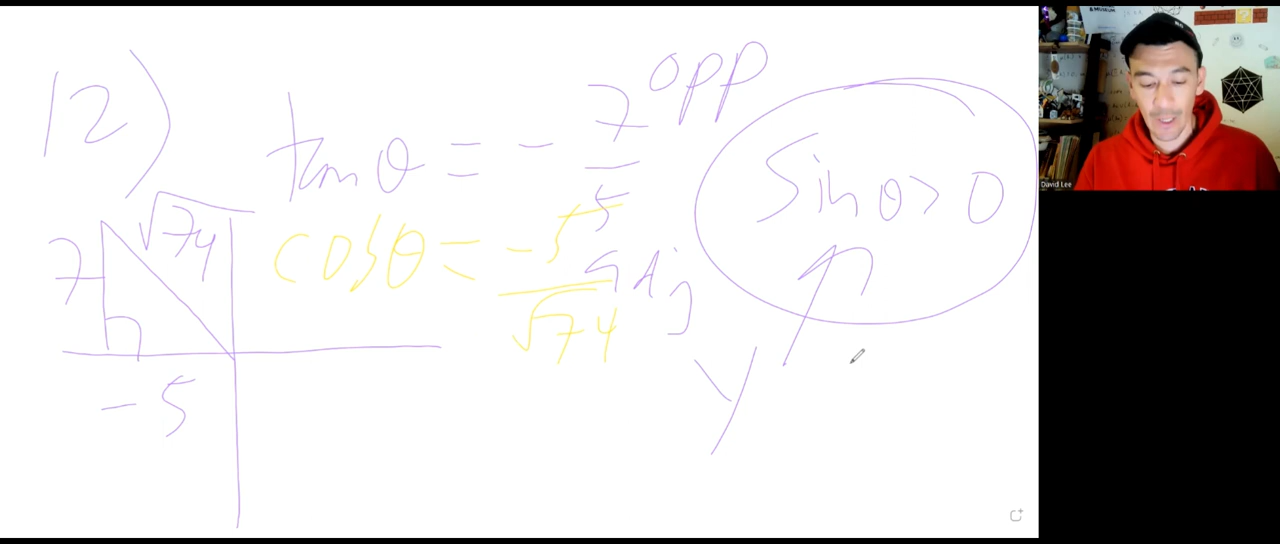 12)
tan θ = - 7/5
opp
adj
sin θ > 0
y
cos θ = -5/√74
√74
7
-5
David Lee